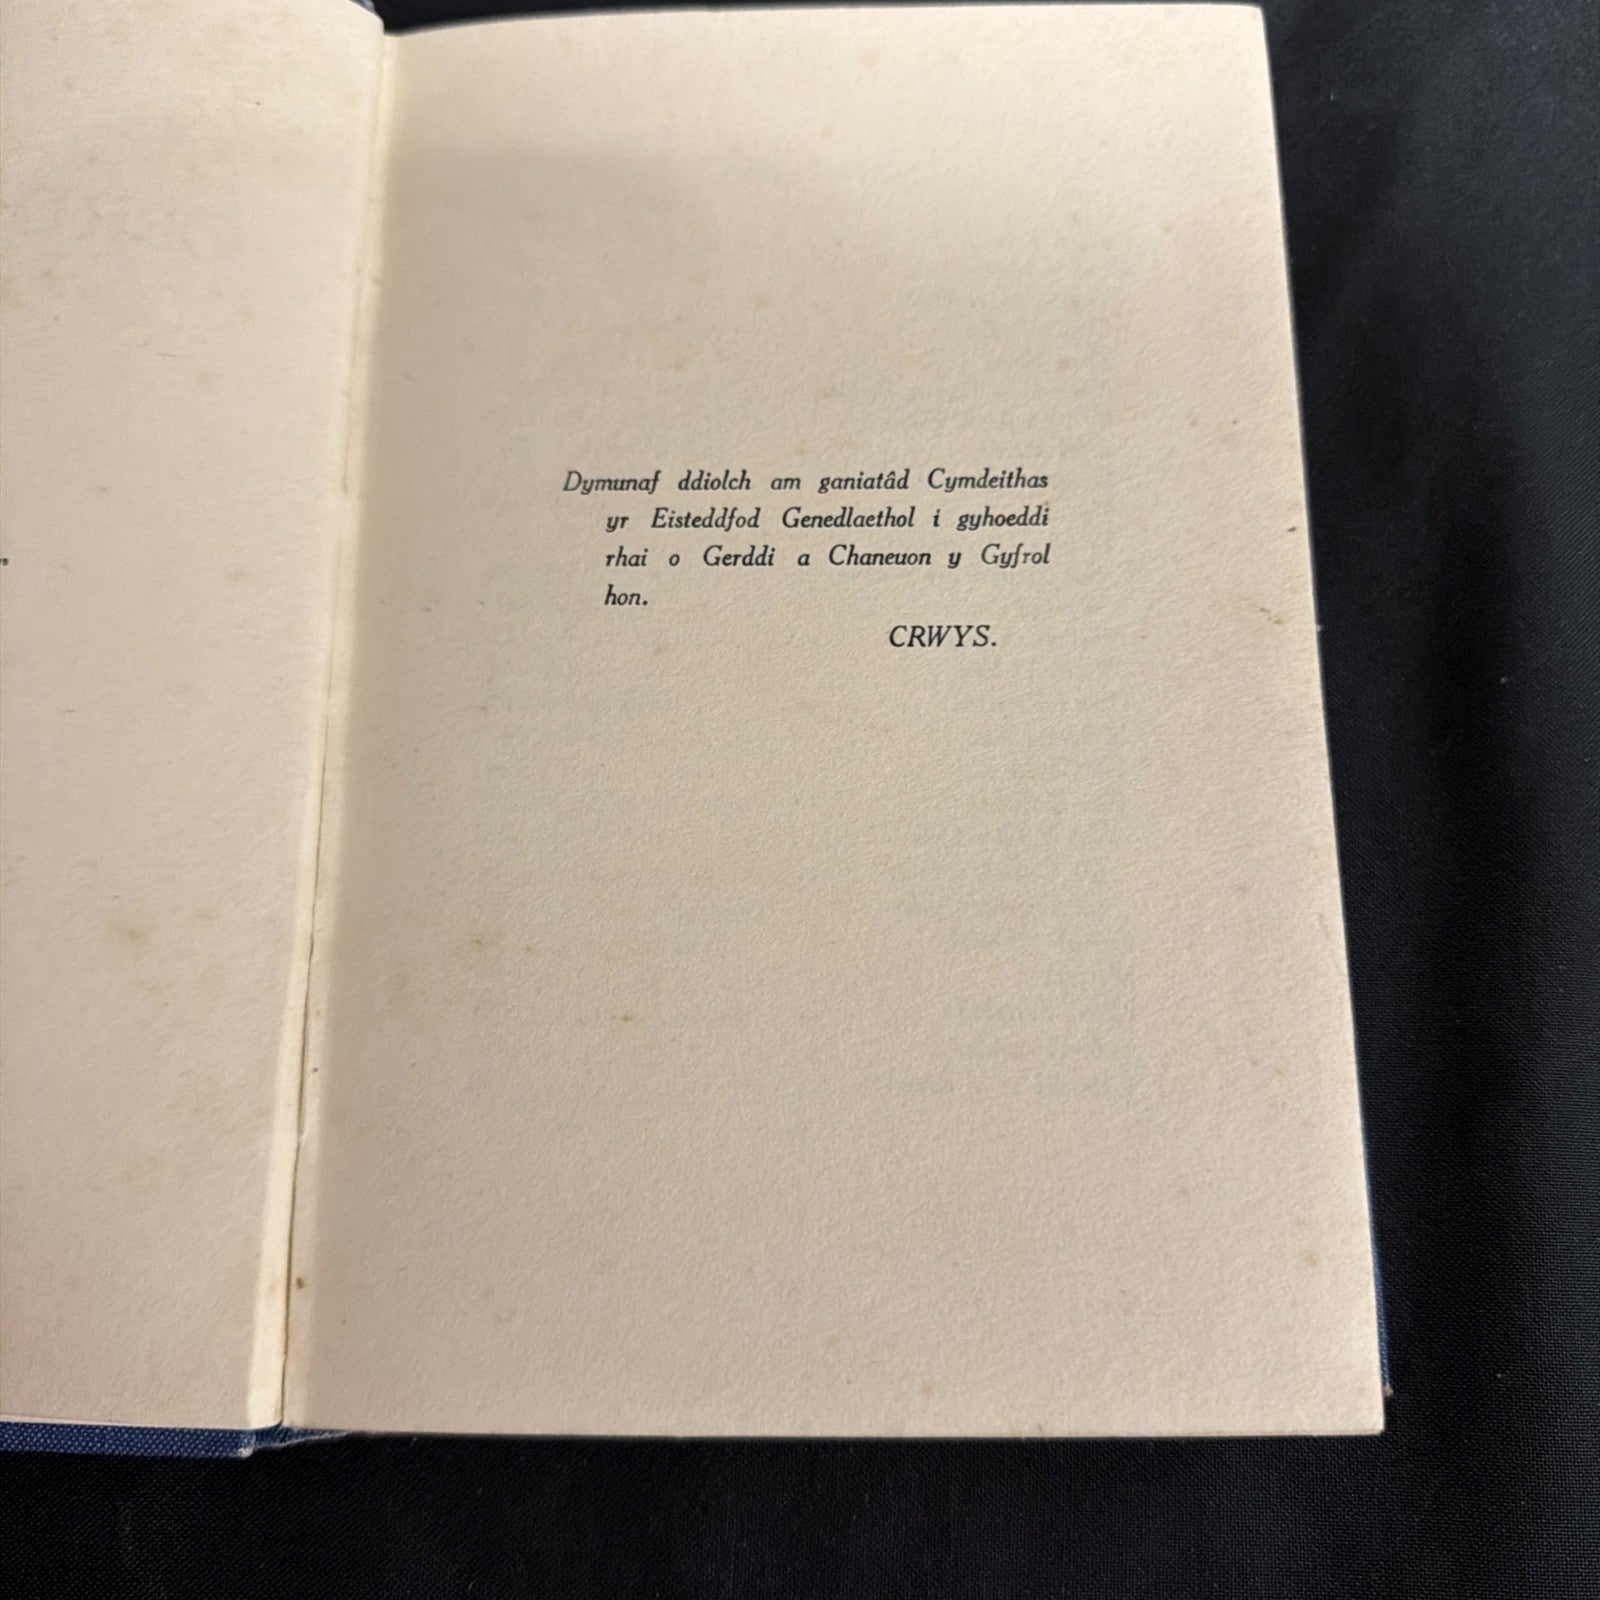 Dymunaf ddiolch am ganiatâd Cymdeithas
yr Eisteddfod Genedlaethol i gyhoeddi
rhai o Gerddi a Chaneuon y Gyfrol
hon.
CRWYS.